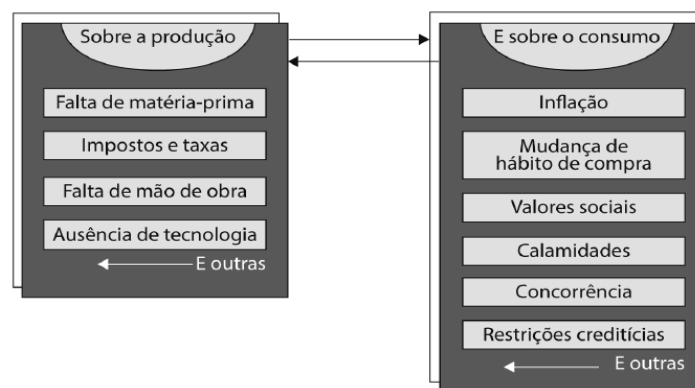 Sobre a produção
Falta de matéria-prima
Impostos e taxas
Falta de mão de obra
Ausência de tecnologia
E outras
E sobre o consumo
Inflação
Mudança de
hábito de compra
Valores sociais
Calamidades
Concorrência
Restrições creditícias
E outras